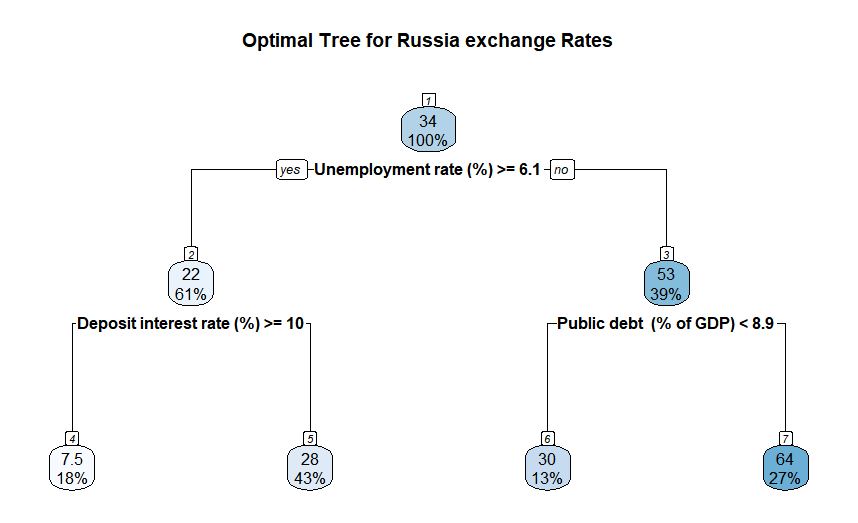 Optimal Tree for Russia exchange Rates
1
34
100%
yes Unemployment rate (%) >= 6.1 no
2 3
22 53
61% 39%
Deposit interest rate (%) >= 10 Public debt (% of GDP) < 8.9
4 5 6 7
7.5 28 30 64
18% 43% 13% 27%